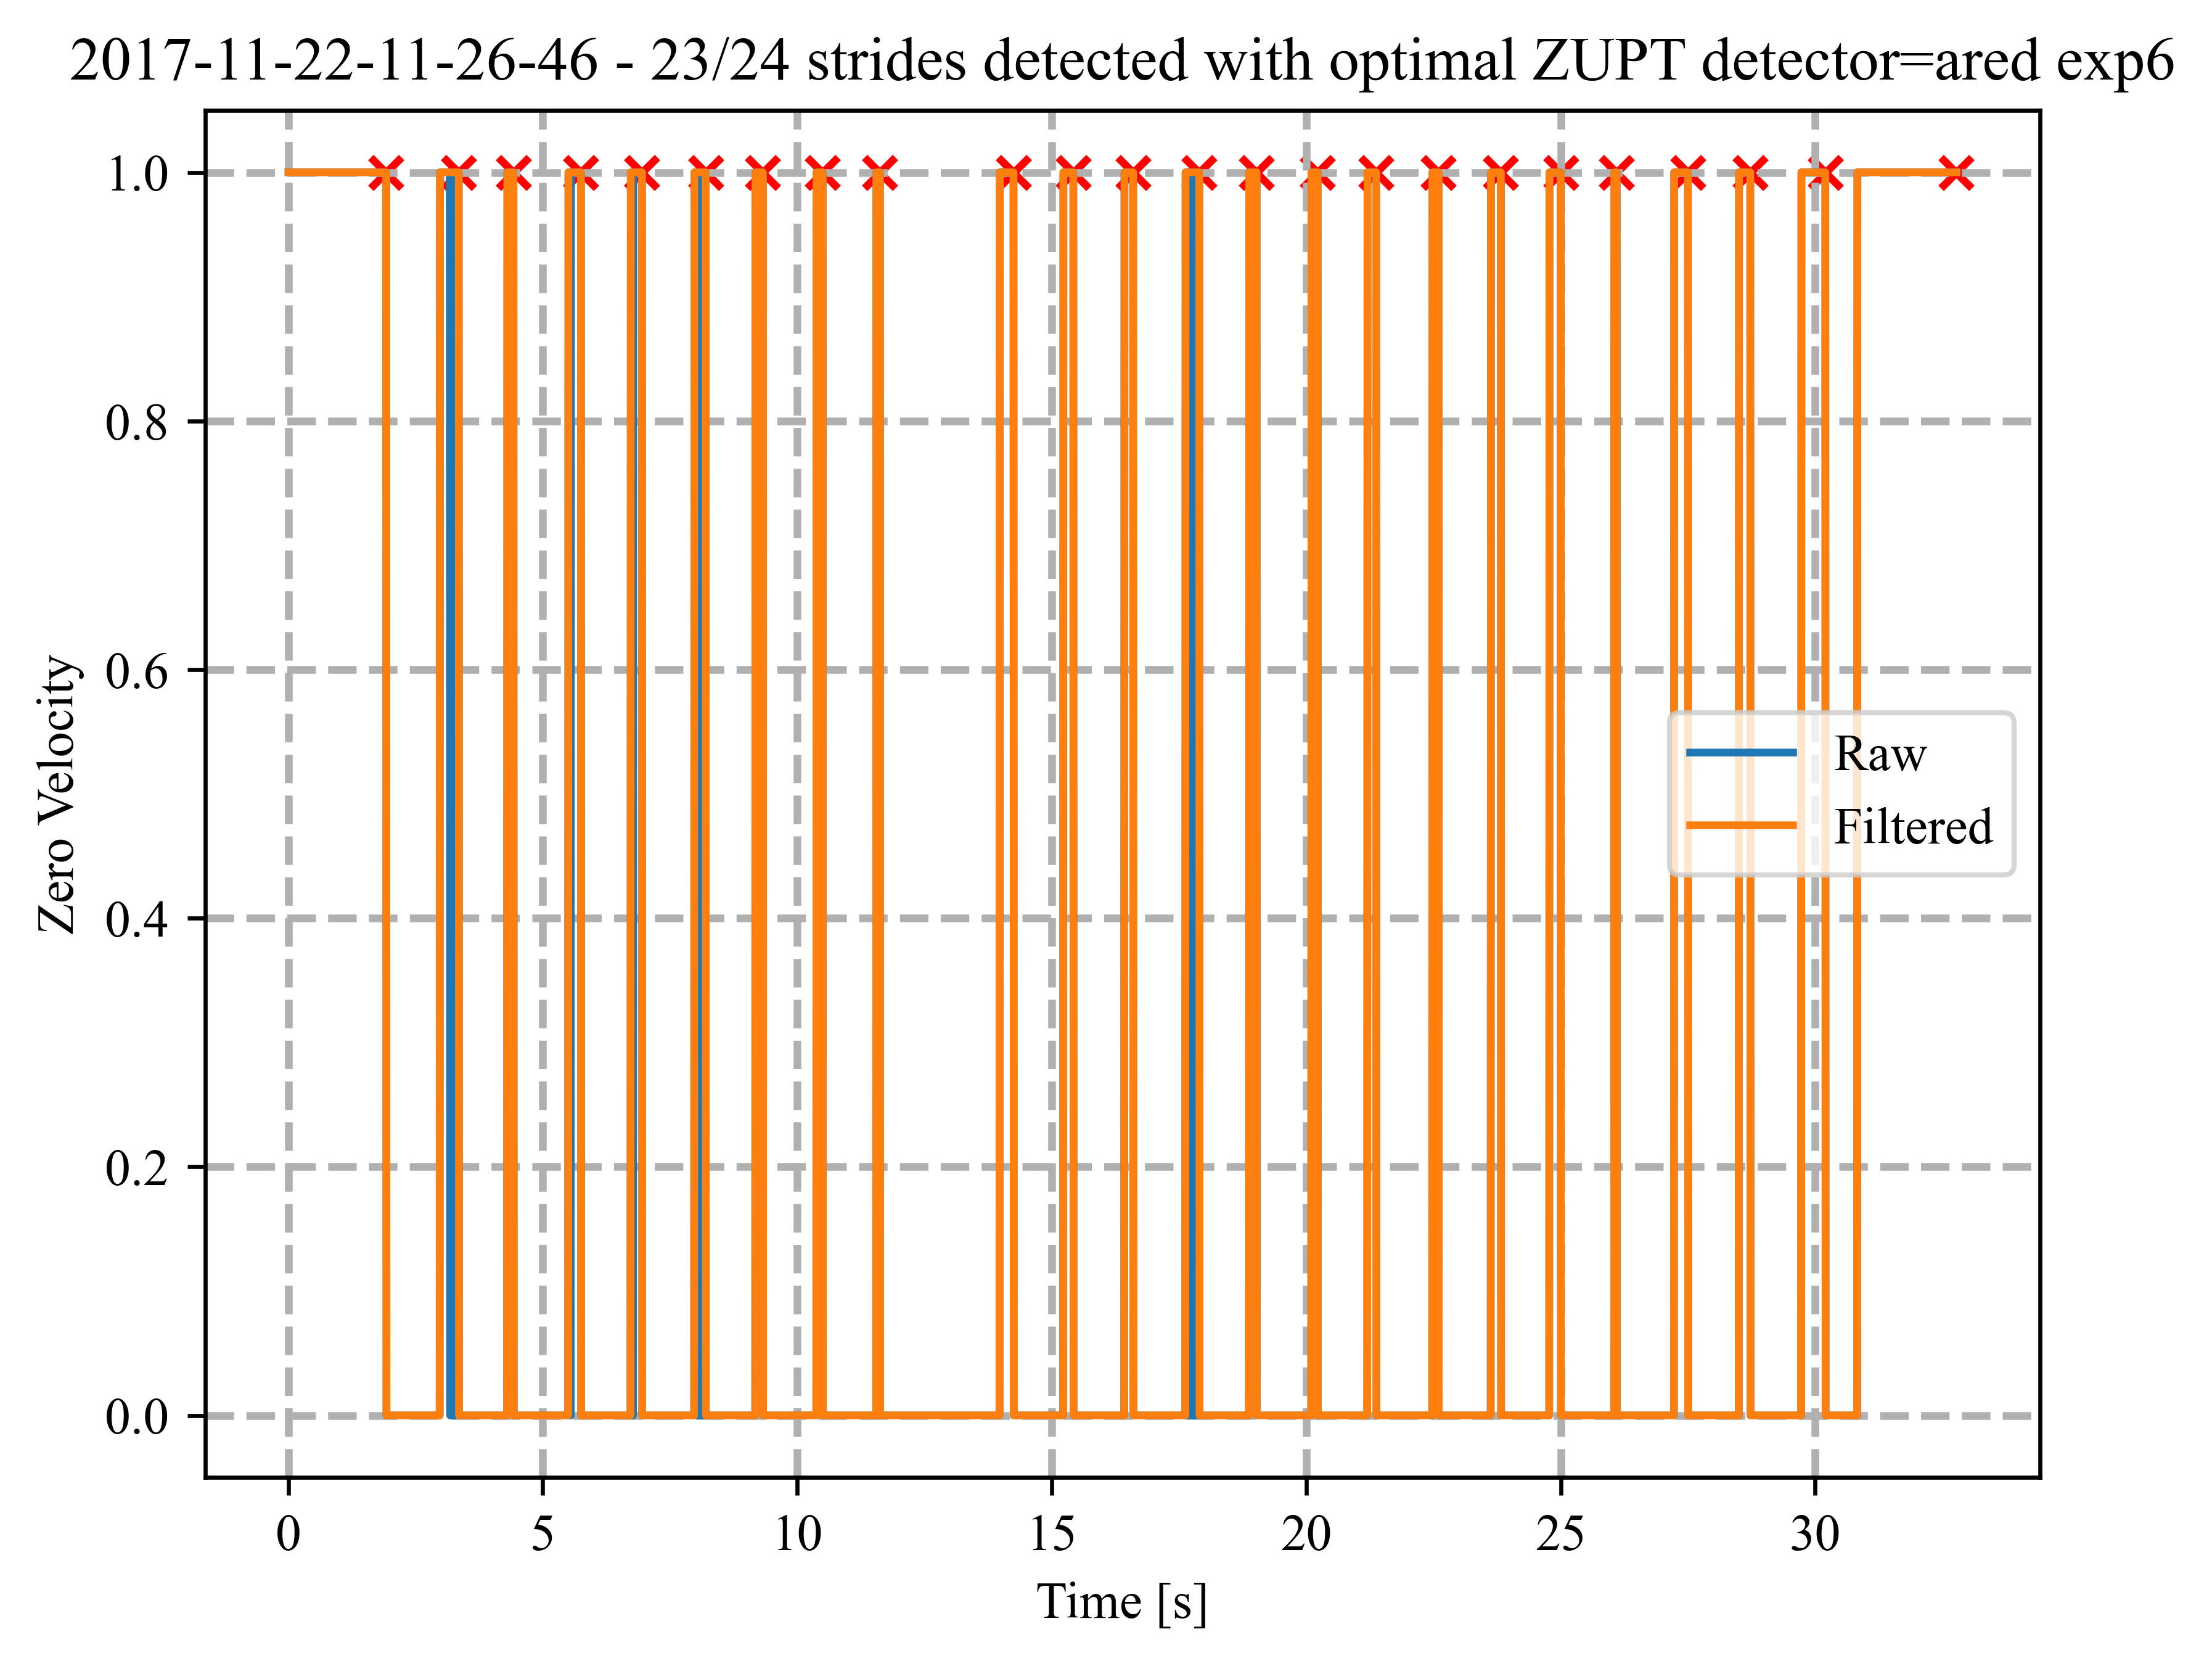 2017-11-22-11-26-46 - 23/24 strides detected with optimal ZUPT detector=ared exp6
1.0
0.8
0.6
0.4
0.2
0.0
Zero Velocity
Raw
Filtered
0 5 10 15 20 25 30
Time [s]